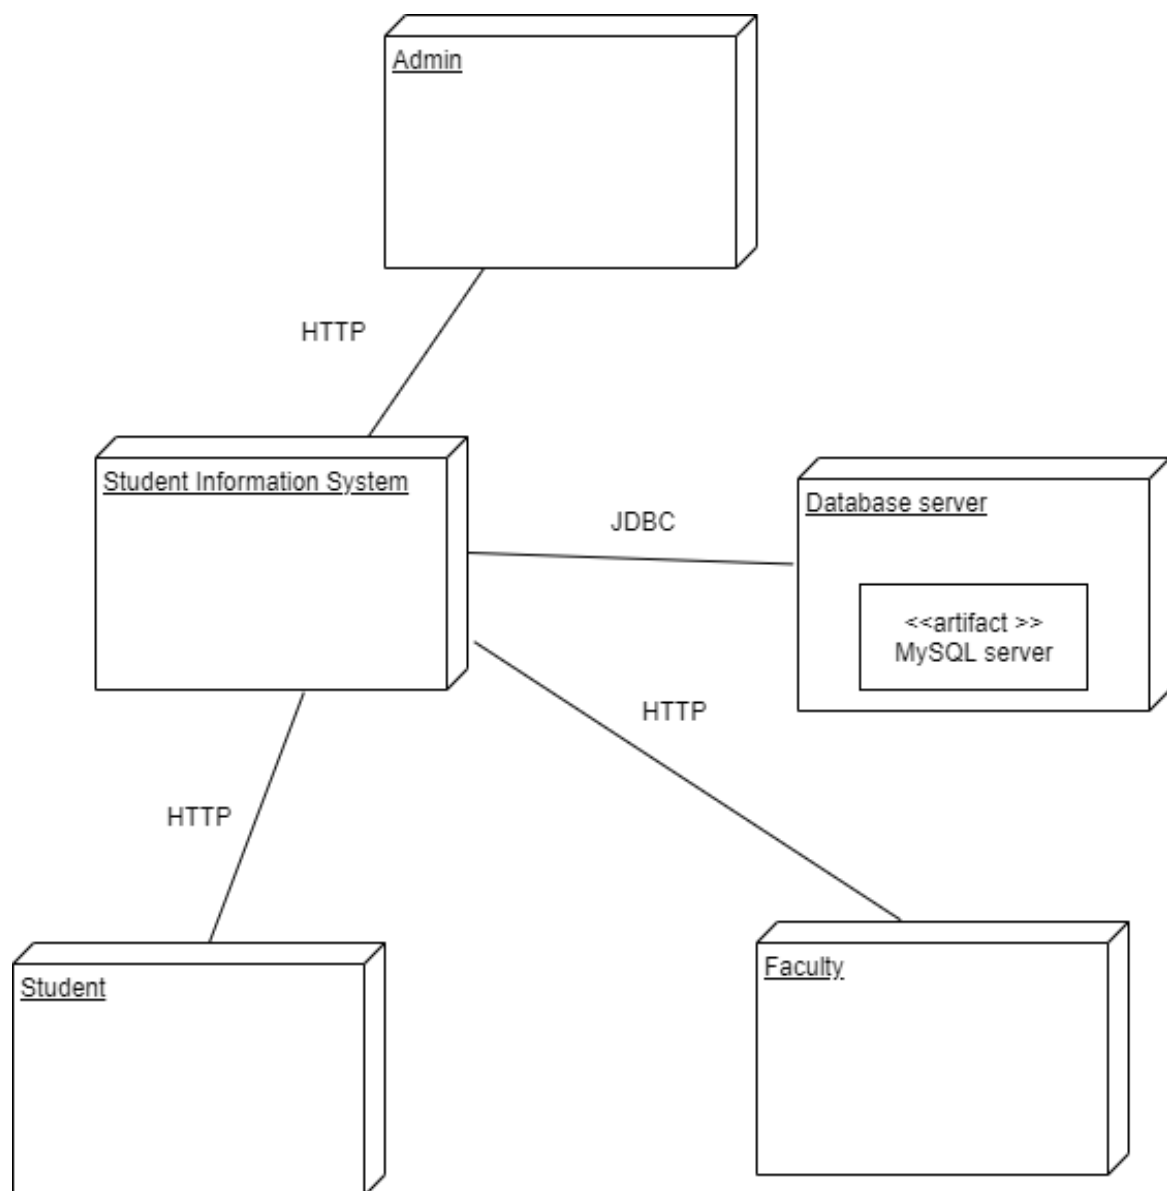 Admin
HTTP
Student Information System
JDBC
Database server
<<artifact >>
MySQL server
HTTP
HTTP
Student
Faculty